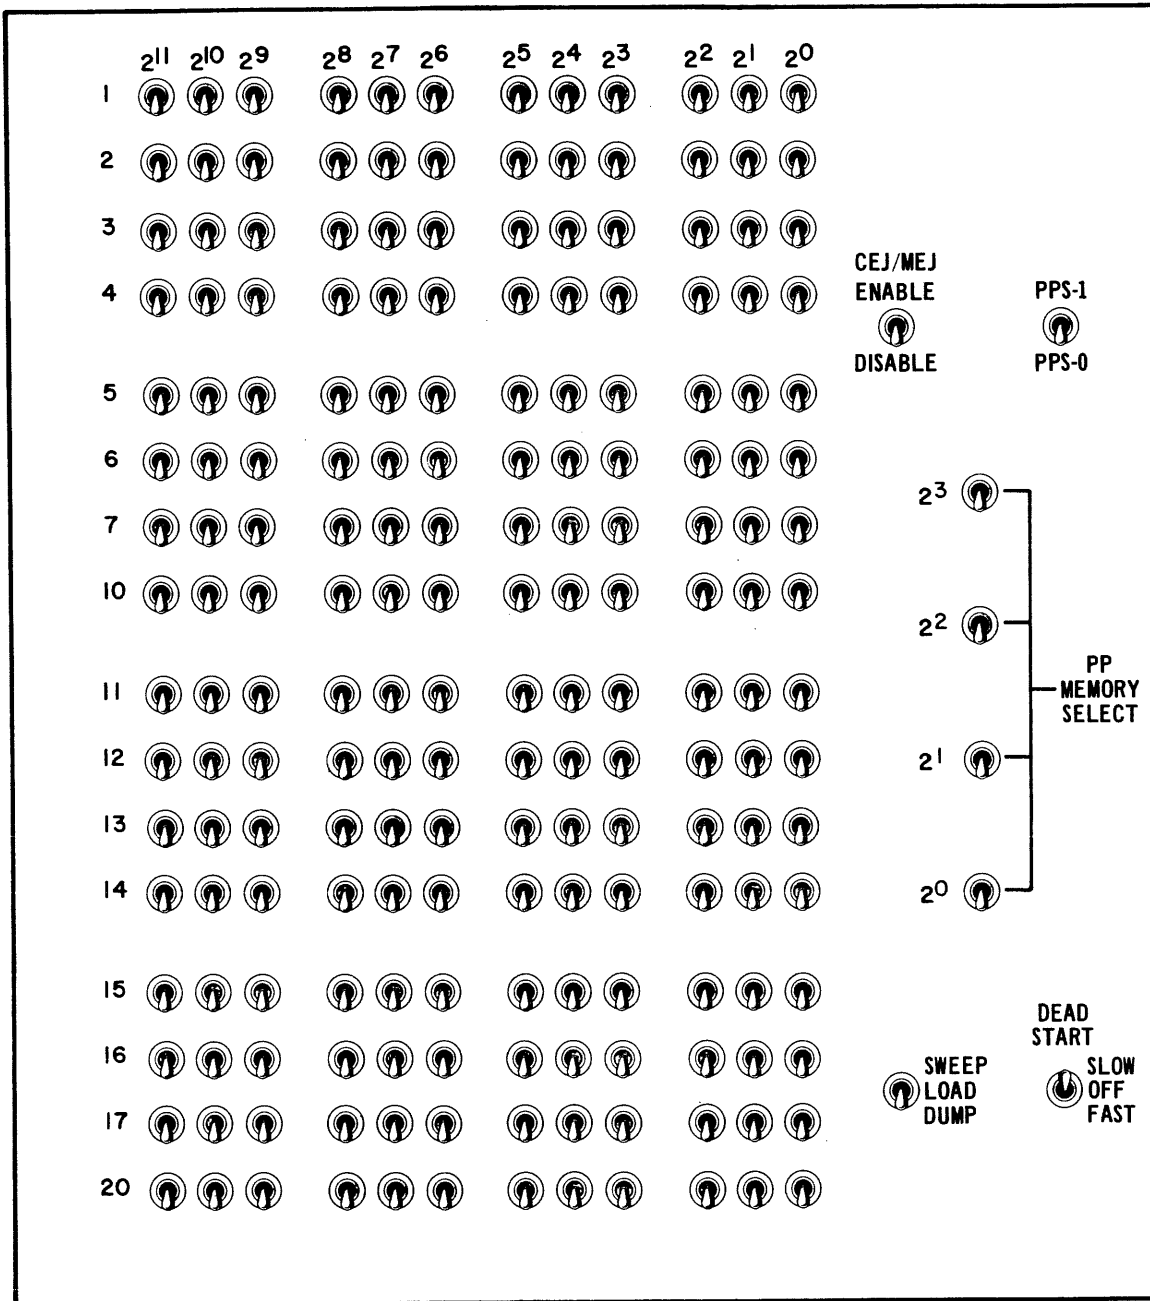 2¹¹ 2¹⁰ 2⁹ 2⁸ 2⁷ 2⁶ 2⁵ 2⁴ 2³ 2² 2¹ 2⁰
1
2
3
4
CEJ/MEJ
ENABLE
DISABLE
PPS-1
PPS-0
5
6
7
10
11
12
13
14
15
16
17
20
2³
2²
2¹
2⁰
PP
MEMORY
SELECT
SWEEP
LOAD
DUMP
DEAD
START
SLOW
OFF
FAST